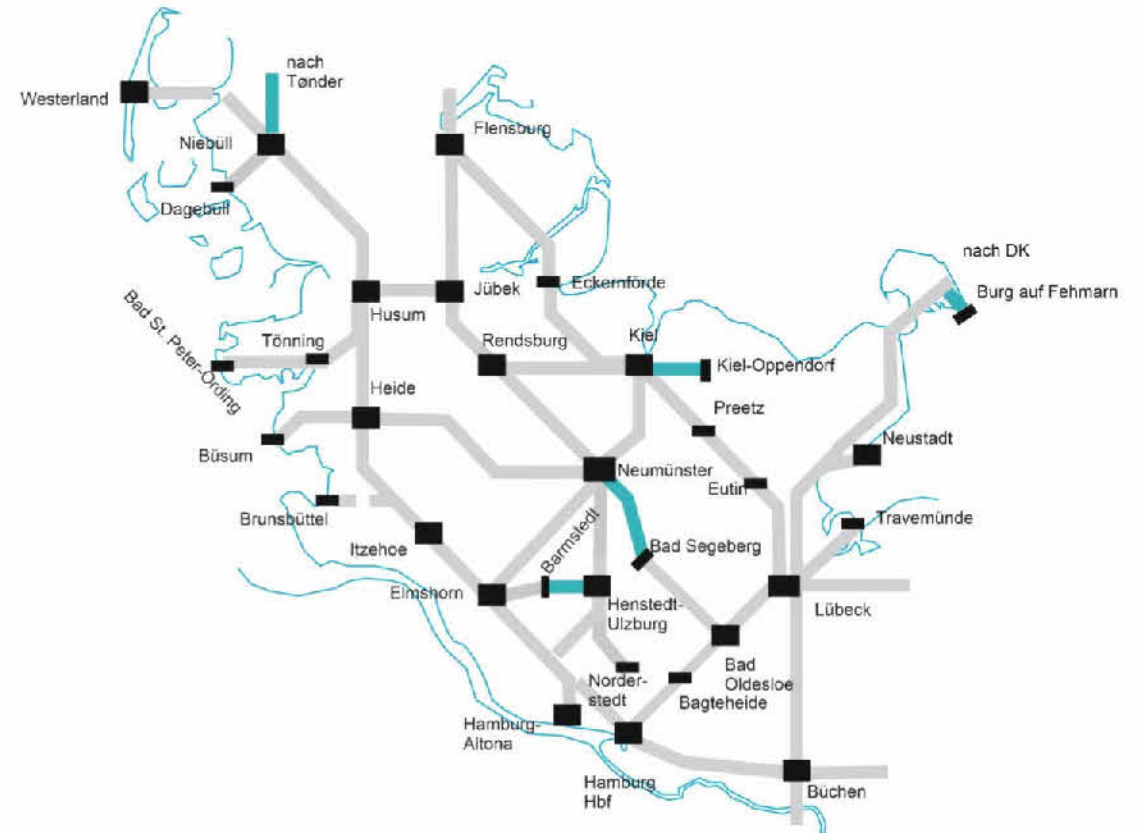 nach
Tønder
Westerland
Niebüll
Flensburg
Dagebüll
nach DK
Eckernförde
Jübek
Burg auf Fehmarn
Husum
Bad St. Peter-Ording
Tönning
Rendsburg
Kiel
Kiel-Oppendorf
Heide
Preetz
Büsum
Neustadt
Neumünster
Eutin
Brunsbüttel
Travemünde
Itzehoe
Barmstedt
Bad Segeberg
Elmshorn
Henstedt-
Ulzburg
Lübeck
Norder-
stedt
Bad
Oldesloe
Bagteheide
Hamburg-
Altona
Hamburg
Hbf
Büchen